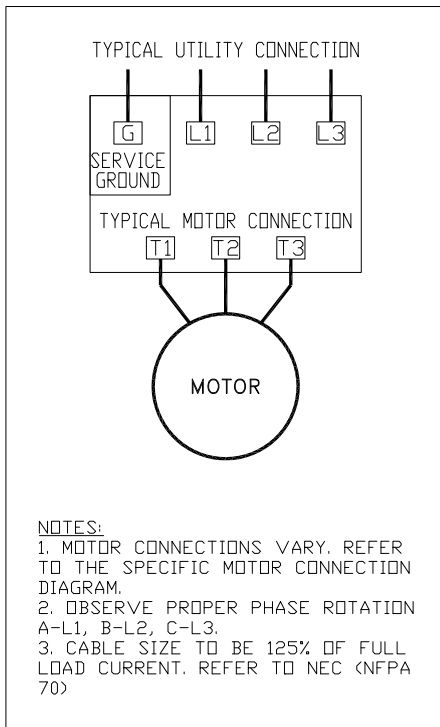 TYPICAL UTILITY CONNECTION
G L1 L2 L3
SERVICE
GROUND
TYPICAL MOTOR CONNECTION
T1 T2 T3
MOTOR
NOTES:
1. MOTOR CONNECTIONS VARY. REFER
TO THE SPECIFIC MOTOR CONNECTION
DIAGRAM.
2. OBSERVE PROPER PHASE ROTATION
A-L1, B-L2, C-L3.
3. CABLE SIZE TO BE 125% OF FULL
LOAD CURRENT. REFER TO NEC (NFPA
70)